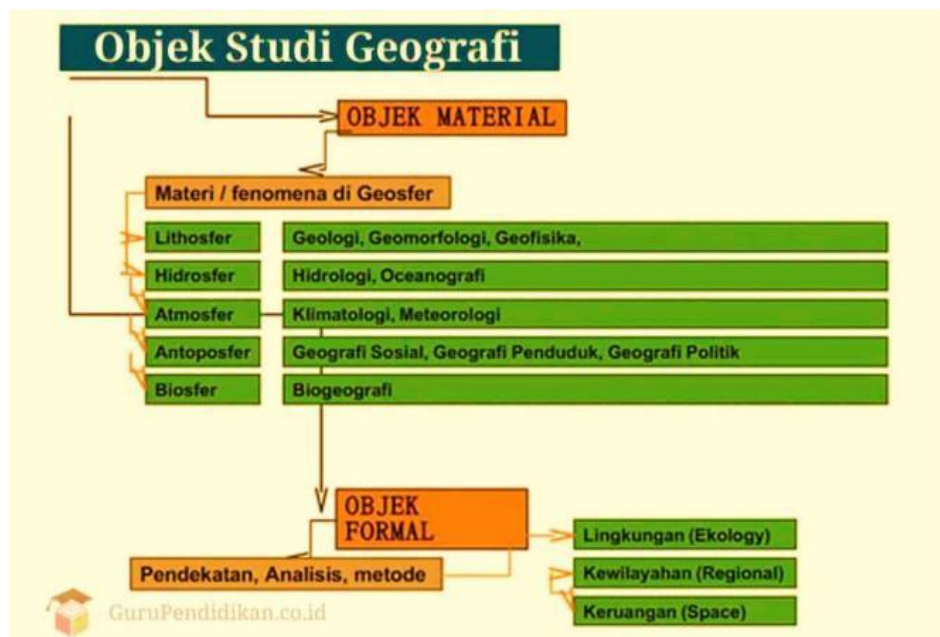 Objek Studi Geografi
OBJEK MATERIAL
Materi / fenomena di Geosfer
Lithosfer
Geologi, Geomorfologi, Geofisika,
Hidrosfer
Hidrologi, Oceanografi
Atmosfer
Klimatologi, Meteorologi
Antoposfer
Geografi Sosial, Geografi Penduduk, Geografi Politik
Biosfer
Biogeografi
OBJEK
FORMAL
Pendekatan, Analisis, metode
Lingkungan (Ekology)
Kewilayahan (Regional)
Keruangan (Space)
GuruPendidikan.co.id